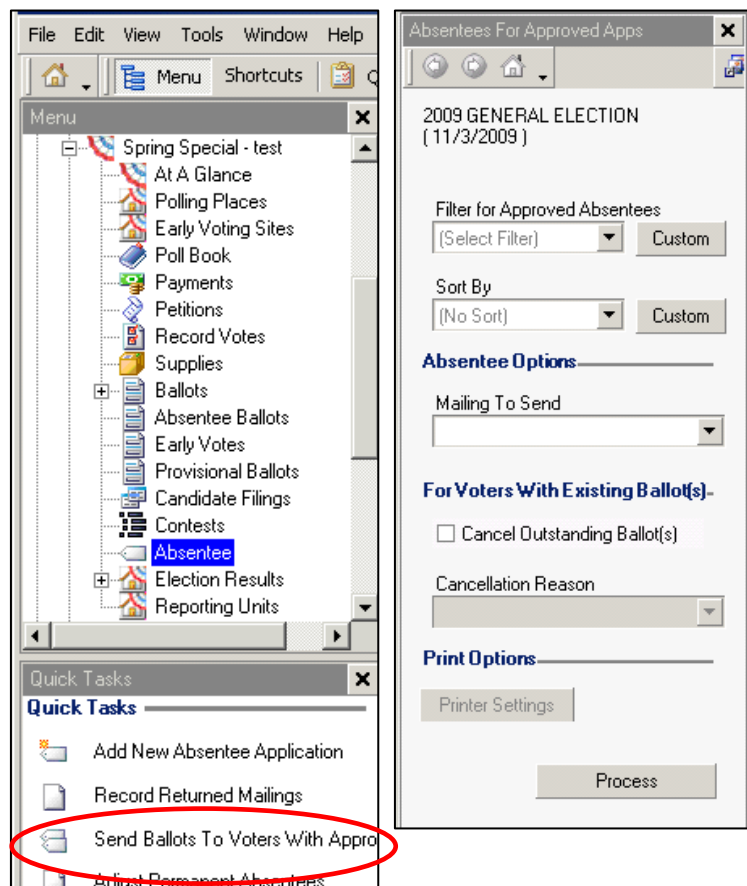 File Edit View Tools Window Help
Menu Shortcuts
Menu
Spring Special - test
At A Glance
Polling Places
Early Voting Sites
Poll Book
Payments
Petitions
Record Votes
Supplies
Ballots
Absentee Ballots
Early Votes
Provisional Ballots
Candidate Filings
Contests
Absentee
Election Results
Reporting Units
Quick Tasks
Quick Tasks
Add New Absentee Application
Record Returned Mailings
Send Ballots To Voters With Appro
Adjust Permanent Absentees
Absentees For Approved Apps
2009 GENERAL ELECTION
( 11/3/2009 )
Filter for Approved Absentees
(Select Filter) Custom
Sort By
(No Sort) Custom
Absentee Options
Mailing To Send
For Voters With Existing Ballot(s)
Cancel Outstanding Ballot(s)
Cancellation Reason
Print Options
Printer Settings
Process